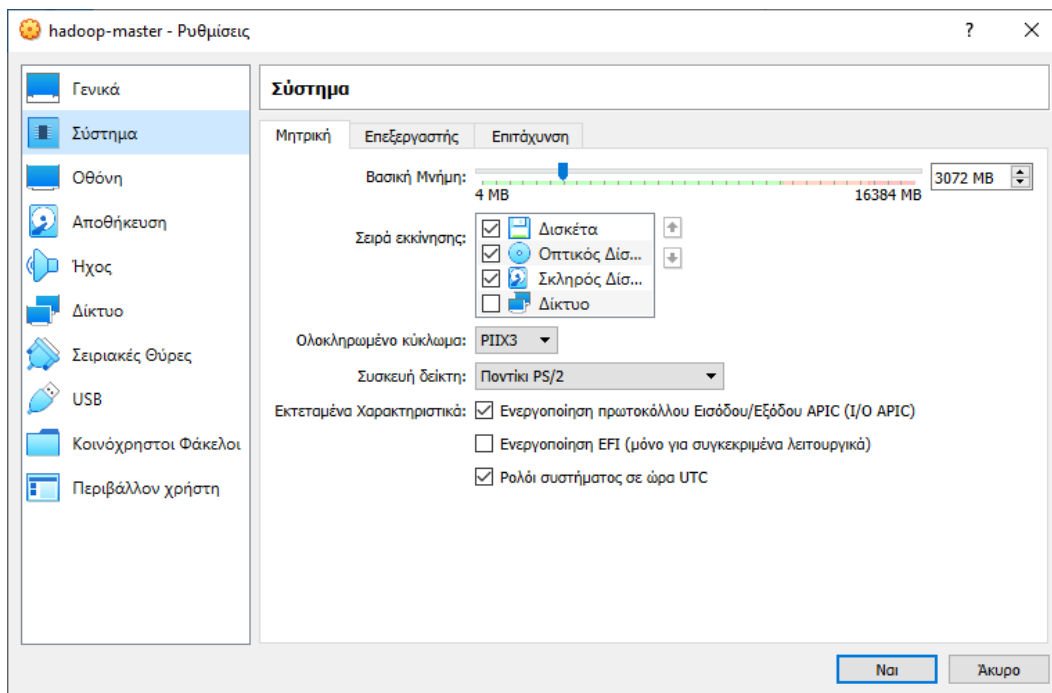 hadoop-master - Ρυθμίσεις
?
Γενικά
Σύστημα
Οθόνη
Αποθήκευση
Ήχος
Δίκτυο
Σειριακές Θύρες
USB
Κοινόχρηστοι Φάκελοι
Περιβάλλον χρήστη
Σύστημα
Μητρική Επεξεργαστής Επιτάχυνση
Βασική Μνήμη: 3072 MB
4 MB 16384 MB
Σειρά εκκίνησης:
Δισκέτα
Οπτικός Δίσ...
Σκληρός Δίσ...
Δίκτυο
Ολοκληρωμένο κύκλωμα: PIIX3
Συσκευή δείκτη: Ποντίκι PS/2
Εκτεταμένα Χαρακτηριστικά: Ενεργοποίηση πρωτοκόλλου Εισόδου/Εξόδου APIC (I/O APIC)
Ενεργοποίηση EFI (μόνο για συγκεκριμένα λειτουργικά)
Ρολόι συστήματος σε ώρα UTC
Ναι Άκυρο